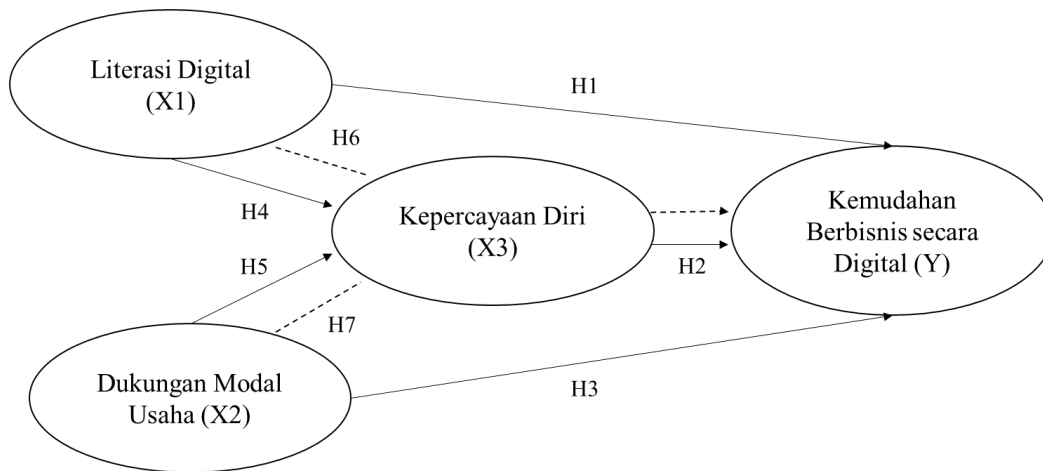 Literasi Digital
(X1)
H1
H6
H4
Kepercayaan Diri
(X3)
Kemudahan
Berbisnis secara
Digital (Y)
H2
H5
H7
Dukungan Modal
Usaha (X2)
H3